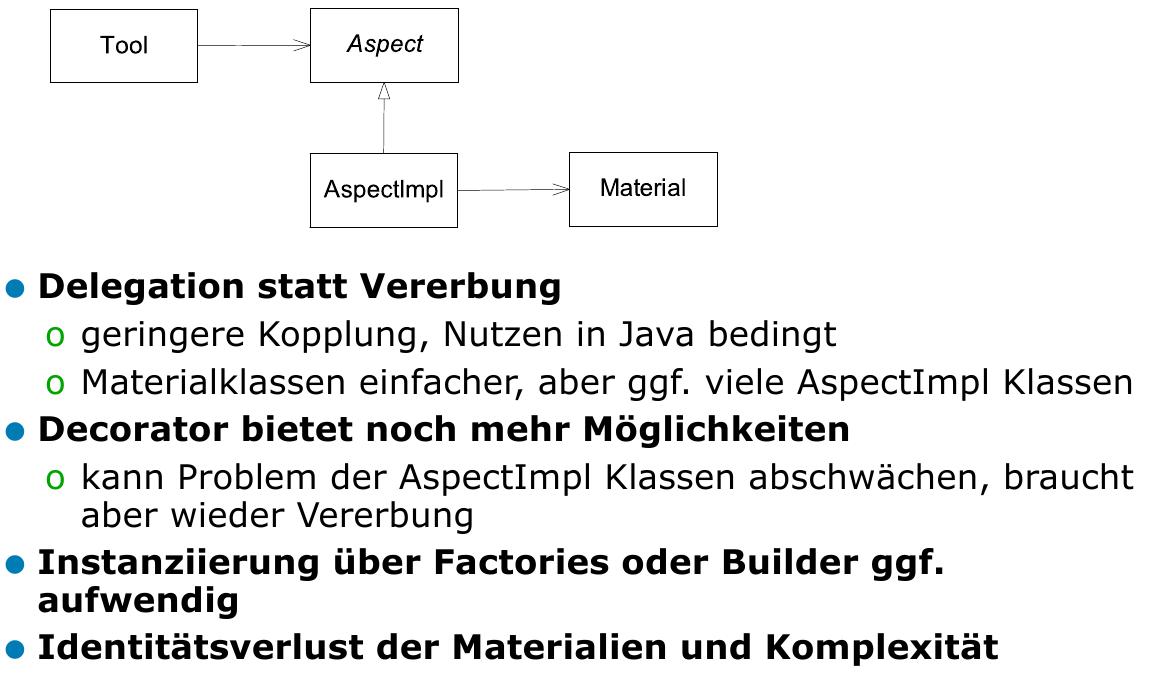 Tool
Aspect
AspectImpl
Material
Delegation statt Vererbung
o geringere Kopplung, Nutzen in Java bedingt
o Materialklassen einfacher, aber ggf. viele AspectImpl Klassen
Decorator bietet noch mehr Möglichkeiten
o kann Problem der AspectImpl Klassen abschwächen, braucht
aber wieder Vererbung
Instanziierung über Factories oder Builder ggf.
aufwendig
Identitätsverlust der Materialien und Komplexität